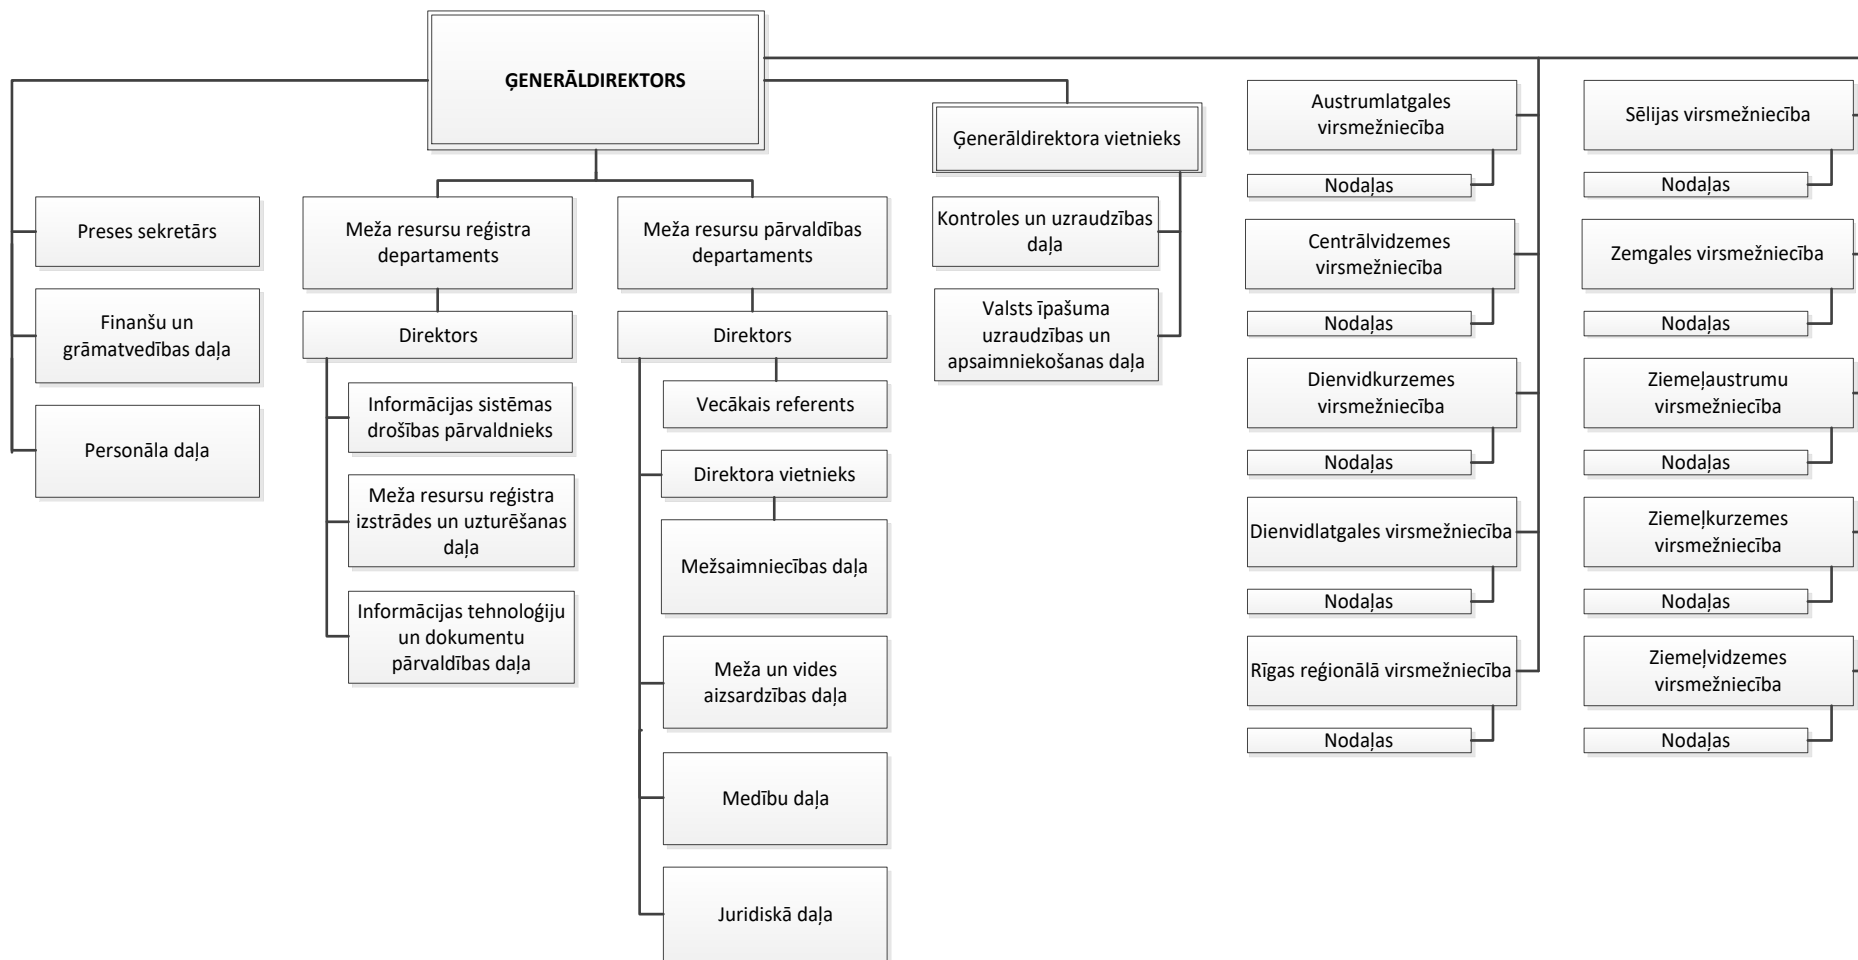 ĢENERĀLDIREKTORS
Preses sekretārs
Finanšu un
grāmatvedības daļa
Personāla daļa
Meža resursu reģistra
departaments
Direktors
Informācijas sistēmas
drošības pārvaldnieks
Meža resursu reģistra
izstrādes un uzturēšanas
daļa
Informācijas tehnoloģiju
un dokumentu
pārvaldības daļa
Meža resursu pārvaldības
departaments
Direktors
Vecākais referents
Direktora vietnieks
Mežsaimniecības daļa
Meža un vides
aizsardzības daļa
Medību daļa
Juridiskā daļa
Ģenerāldirektora vietnieks
Kontroles un uzraudzības
daļa
Valsts īpašuma
uzraudzības un
apsaimniekošanas daļa
Austrumlatgales
virsmežniecība
Nodaļas
Centrālvidzemes
virsmežniecība
Nodaļas
Dienvidkurzemes
virsmežniecība
Nodaļas
Dienvidlatgales virsmežniecība
Nodaļas
Rīgas reģionālā virsmežniecība
Nodaļas
Sēlijas virsmežniecība
Nodaļas
Zemgales virsmežniecība
Nodaļas
Ziemeļaustrumu
virsmežniecība
Nodaļas
Ziemeļkurzemes
virsmežniecība
Nodaļas
Ziemeļvidzemes
virsmežniecība
Nodaļas